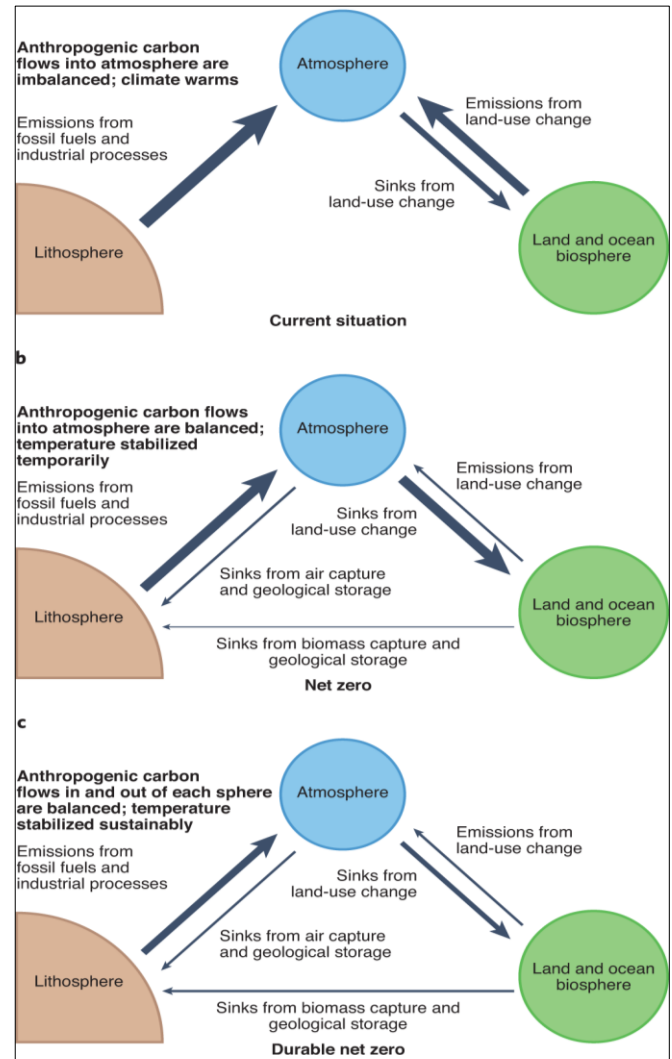 Anthropogenic carbon
flows into atmosphere are
imbalanced; climate warms
Atmosphere
Emissions from
fossil fuels and
industrial processes
Emissions from
land-use change
Sinks from
land-use change
Lithosphere
Land and ocean
biosphere
Current situation
b
Anthropogenic carbon flows
into atmosphere are balanced;
temperature stabilized
temporarily
Atmosphere
Emissions from
fossil fuels and
industrial processes
Emissions from
land-use change
Sinks from
land-use change
Sinks from air capture
and geological storage
Lithosphere
Land and ocean
biosphere
Sinks from biomass capture and
geological storage
Net zero
c
Anthropogenic carbon
flows in and out of each sphere
are balanced; temperature
stabilized sustainably
Atmosphere
Emissions from
fossil fuels and
industrial processes
Emissions from
land-use change
Sinks from
land-use change
Sinks from air capture
and geological storage
Lithosphere
Land and ocean
biosphere
Sinks from biomass capture and
geological storage
Durable net zero